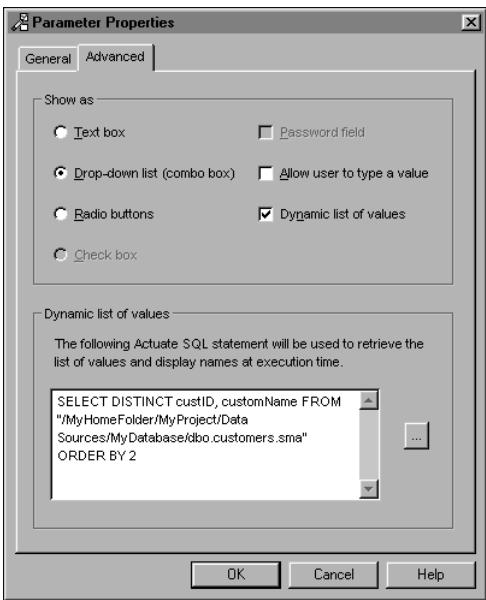 Parameter Properties
General
Advanced
Show as
Text box
Password field
Drop-down list (combo box)
Allow user to type a value
Radio buttons
Dynamic list of values
Check box
Dynamic list of values
The following Actuate SQL statement will be used to retrieve the
list of values and display names at execution time.
SELECT DISTINCT custID, customName FROM
"/MyHomeFolder/MyProject/Data
Sources/MyDatabase/dbo.customers.sma"
ORDER BY 2
...
OK
Cancel
Help